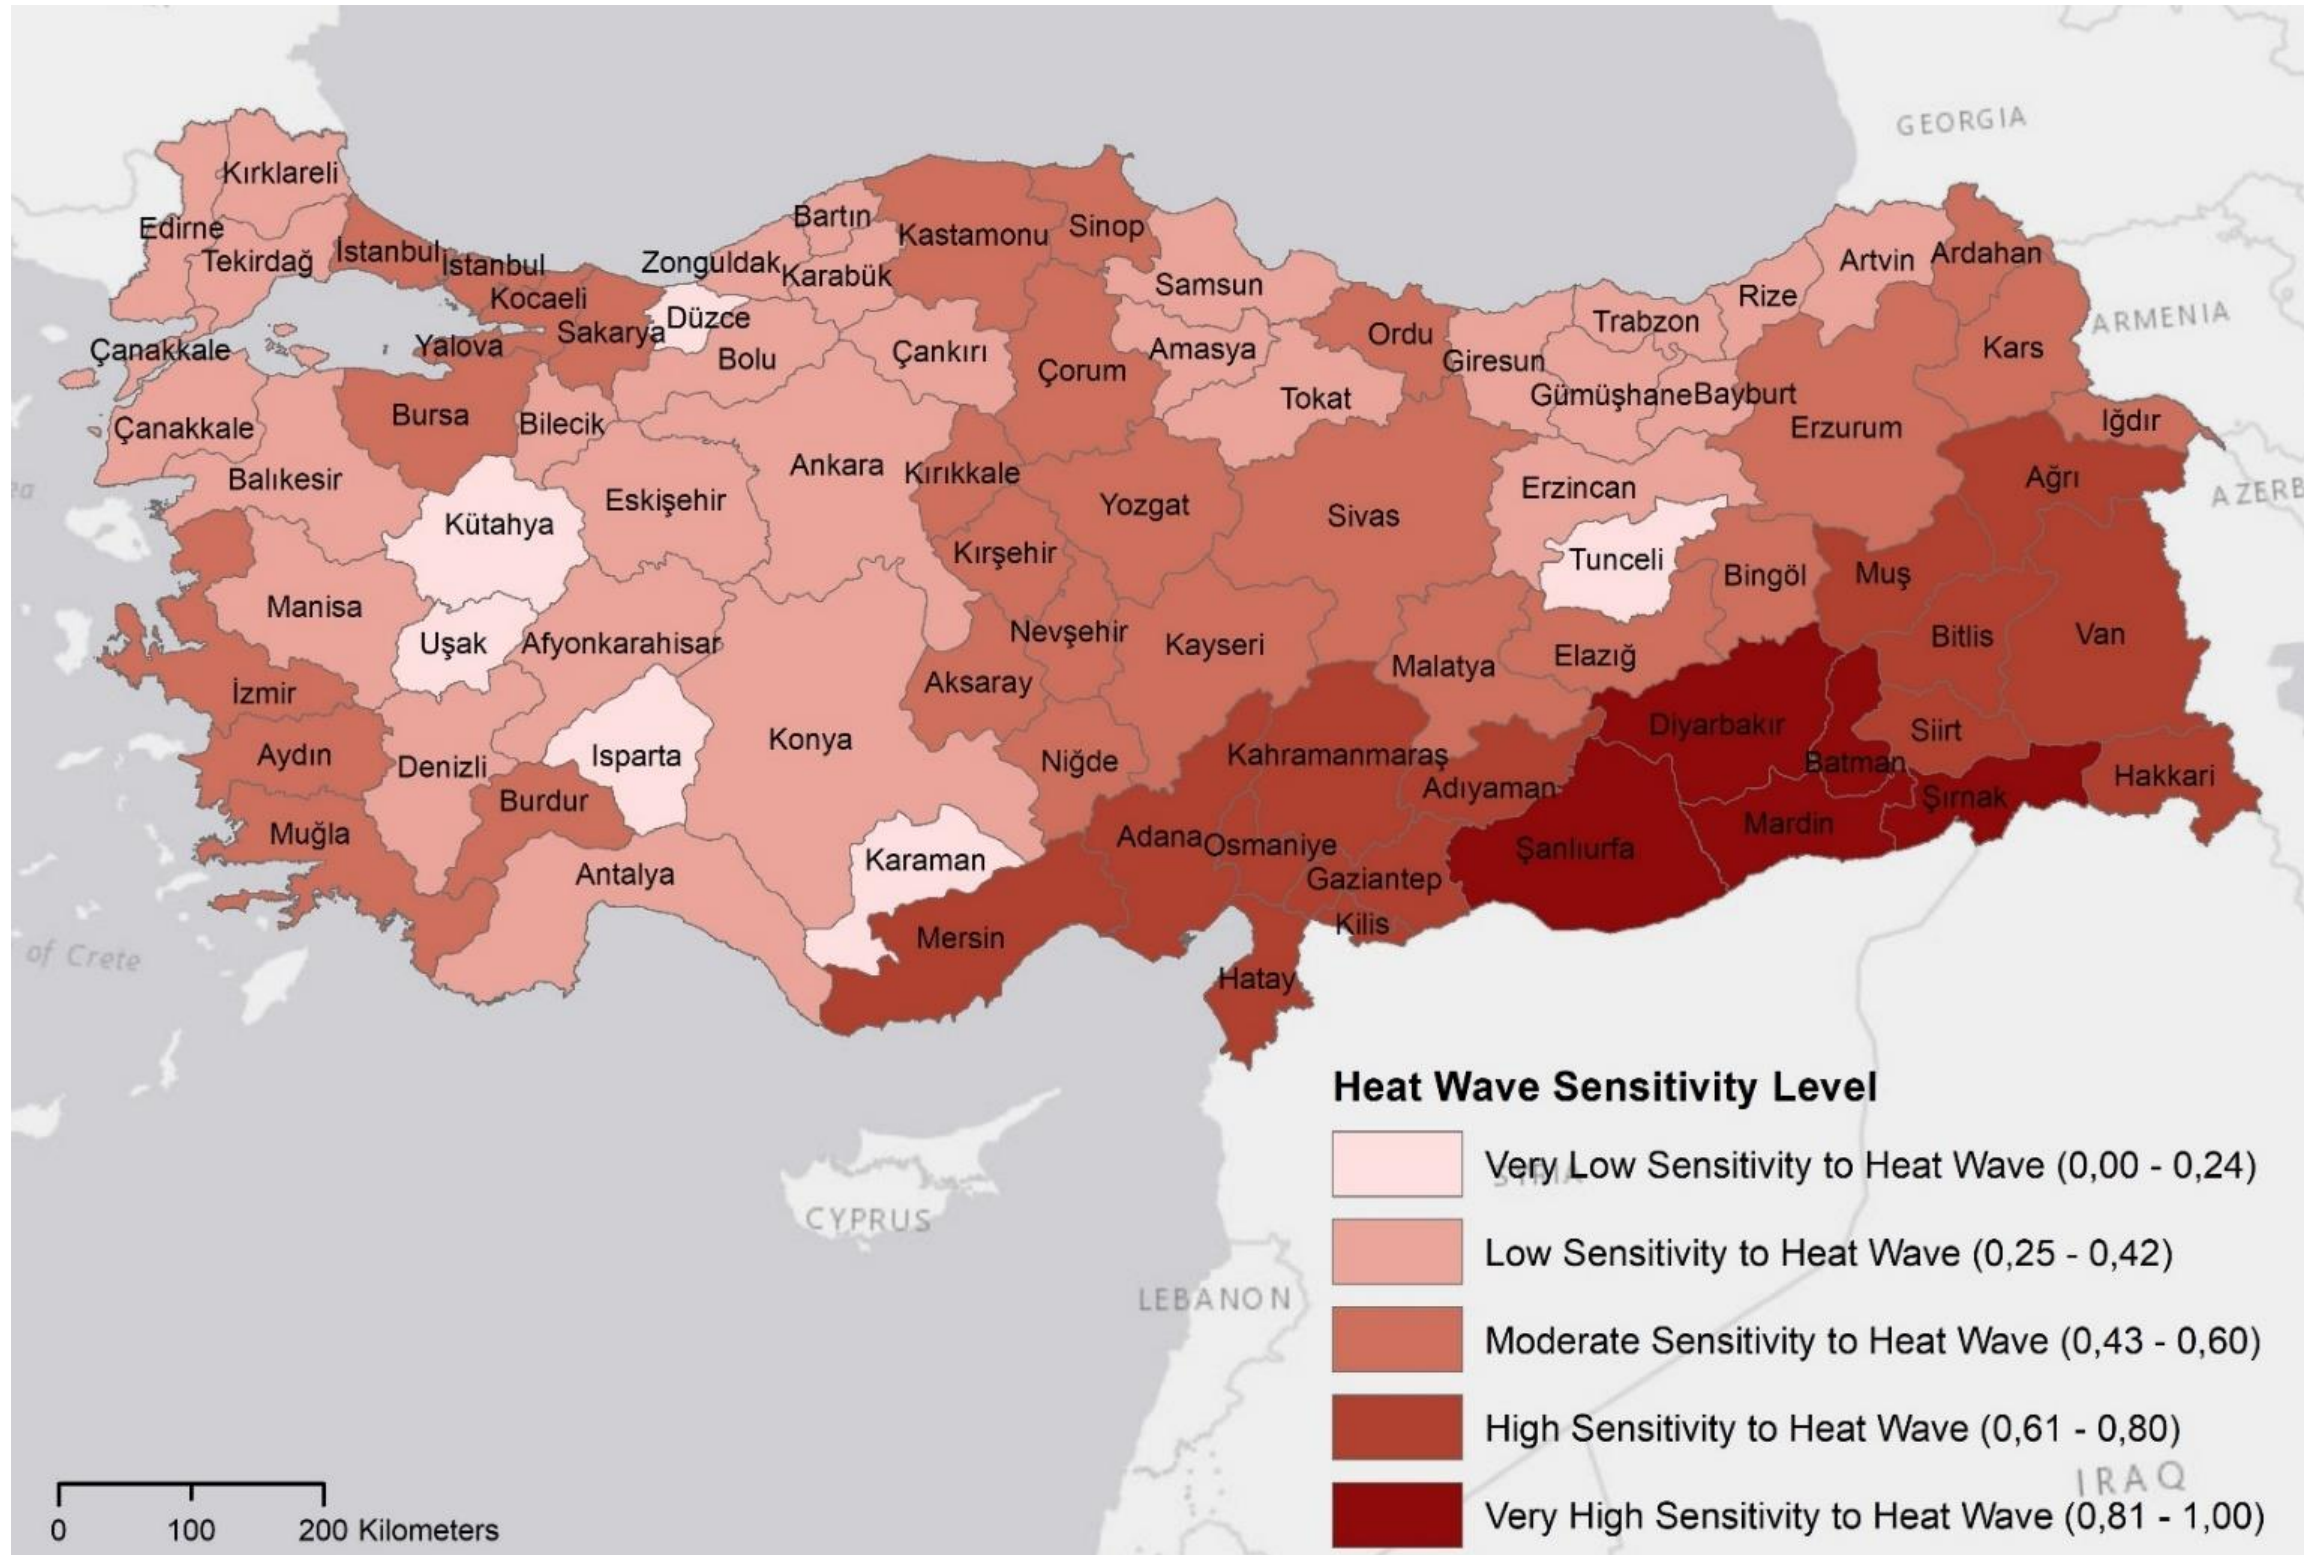 GEORGIA
Kırklareli
Edirne
Tekirdağ
İstanbul
İstanbul
Kocaeli
Sakarya
Yalova
Zonguldak
Bartın
Karabük
Kastamonu
Sinop
Samsun
Düzce
Bolu
Çankırı
Çorum
Amasya
Tokat
Ordu
Giresun
Trabzon
Rize
Artvin
Ardahan
ARMENIA
Kars
Gümüşhane
Bayburt
Erzurum
Iğdır
Ağrı
AZERB
Çanakkale
Çanakkale
Bursa
Bilecik
Balıkesir
Kütahya
Eskişehir
Ankara
Kırıkkale
Yozgat
Sivas
Erzincan
Tunceli
Kırşehir
Bingöl
Muş
Bitlis
Van
Manisa
Uşak
Afyonkarahisar
Nevşehir
Kayseri
Malatya
Elazığ
İzmir
Aksaray
Aydın
Denizli
Isparta
Konya
Niğde
Kahramanmaraş
Adıyaman
Diyarbakır
Batman
Siirt
Şırnak
Hakkari
Muğla
Burdur
Antalya
Karaman
Mersin
Adana
Osmaniye
Gaziantep
Kilis
Şanlıurfa
Mardin
Hatay
of Crete
CYPRUS
LEBANON
SYRIA
IRAQ
Heat Wave Sensitivity Level
Very Low Sensitivity to Heat Wave (0,00 - 0,24)
Low Sensitivity to Heat Wave (0,25 - 0,42)
Moderate Sensitivity to Heat Wave (0,43 - 0,60)
High Sensitivity to Heat Wave (0,61 - 0,80)
Very High Sensitivity to Heat Wave (0,81 - 1,00)
0 100 200 Kilometers